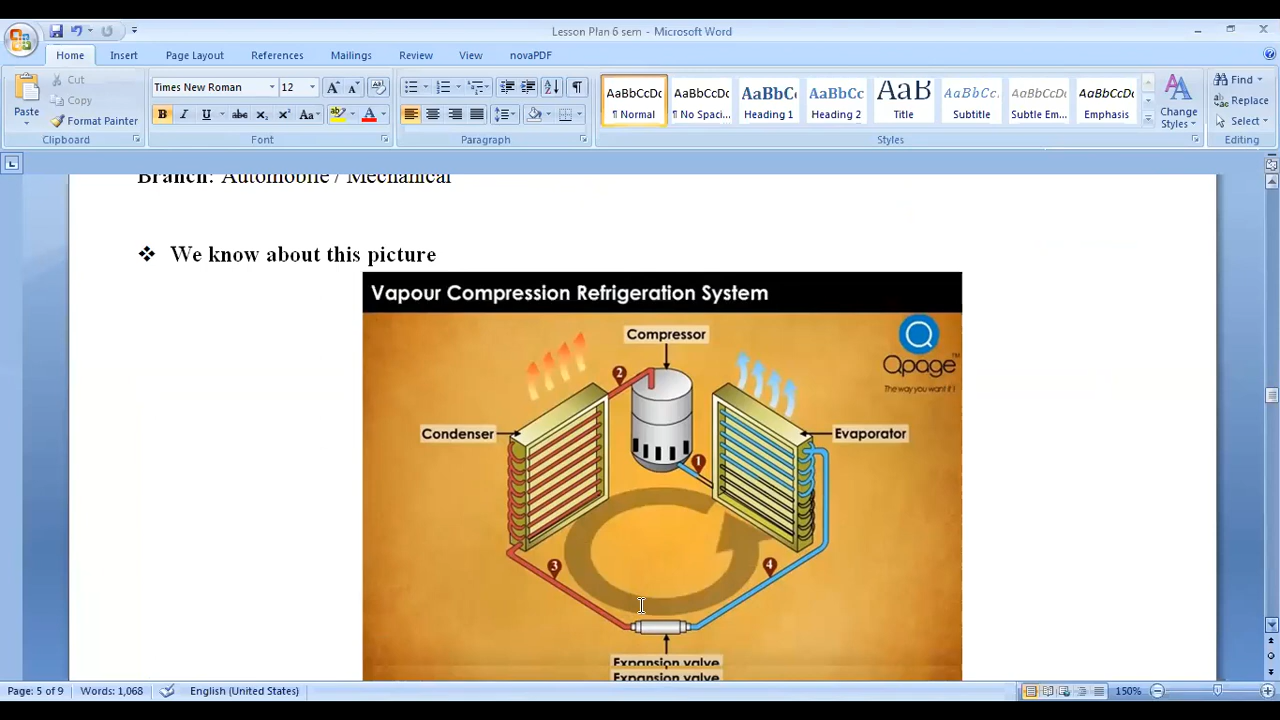 Lesson Plan 6 sem - Microsoft Word
Home Insert Page Layout References Mailings Review View novaPDF
Cut
Copy
Format Painter
Paste
Times New Roman 12
AaBbCcDc AaBbCcDc AaBbC AaBbCc AaB AaBbCc. AaBbCcDc AaBbCcDc
¶ Normal ¶ No Spaci... Heading 1 Heading 2 Title Subtitle Subtle Em... Emphasis
Change Styles
Find
Replace
Select
Clipboard Font Paragraph Styles Editing
Branch: Automobile / Mechanical
❖ We know about this picture
Vapour Compression Refrigeration System
Compressor
Qpage™
The way you want it !
2
Condenser
Evaporator
1
3
4
Expansion valve
Expansion valve
Page: 5 of 9 Words: 1,068 English (United States) 150%